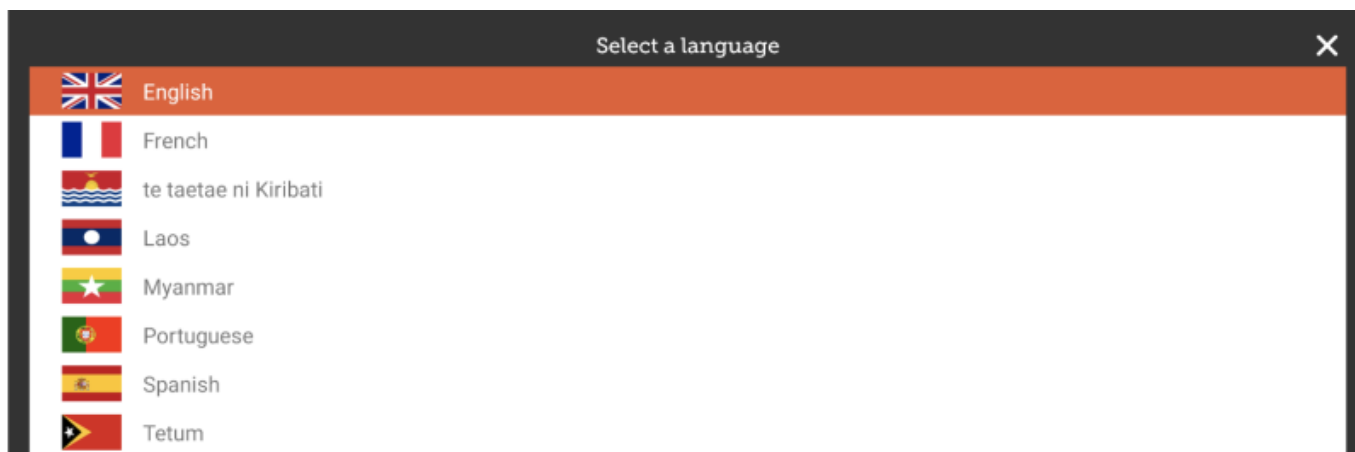 Select a language
English
French
te taetae ni Kiribati
Laos
Myanmar
Portuguese
Spanish
Tetum